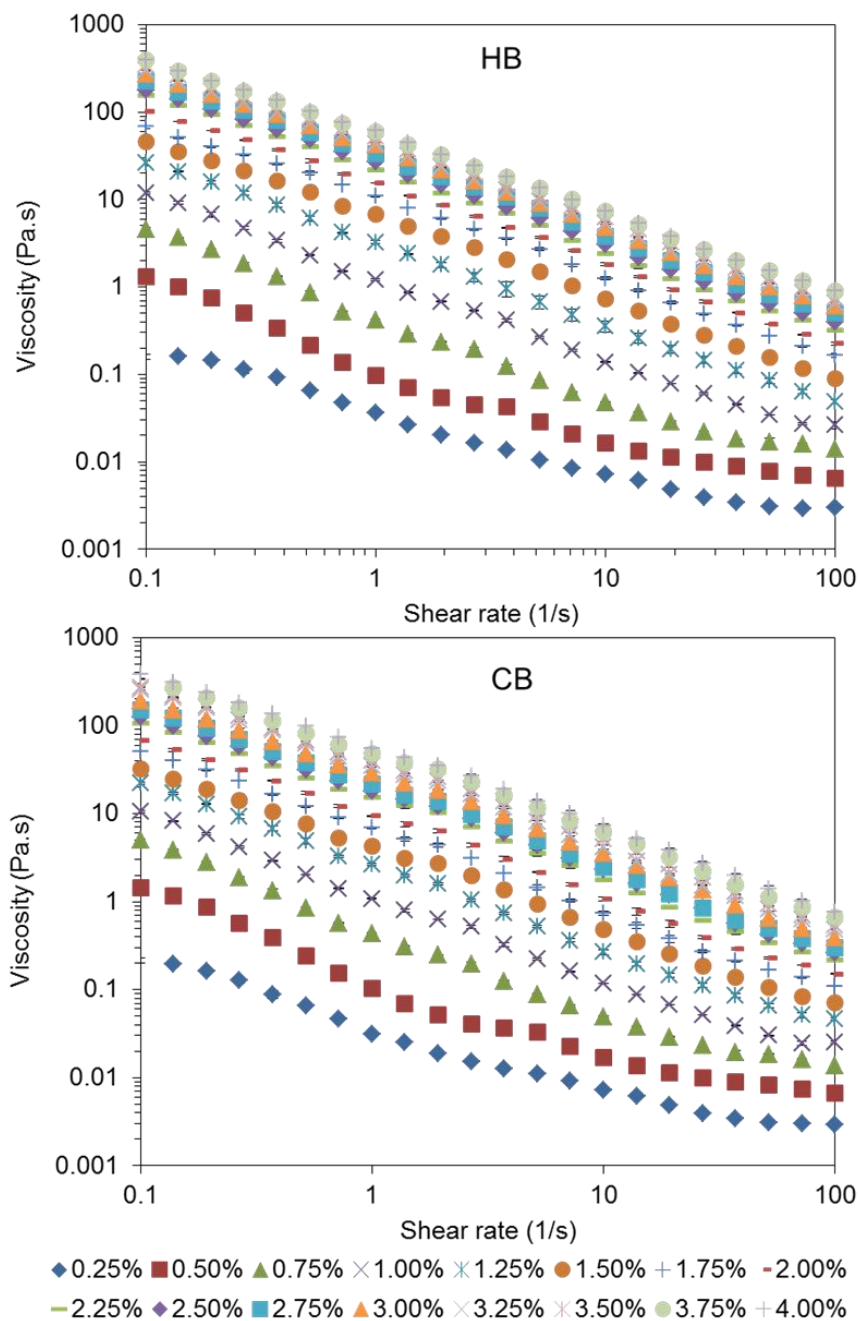 HB
Viscosity (Pa.s)
1000
100
10
1
0.1
0.01
0.001
0.1 1 10 100
Shear rate (1/s)
CB
Viscosity (Pa.s)
1000
100
10
1
0.1
0.01
0.001
0.1 1 10 100
Shear rate (1/s)
0.25% 0.50% 0.75% 1.00% 1.25% 1.50% 1.75% 2.00%
2.25% 2.50% 2.75% 3.00% 3.25% 3.50% 3.75% 4.00%